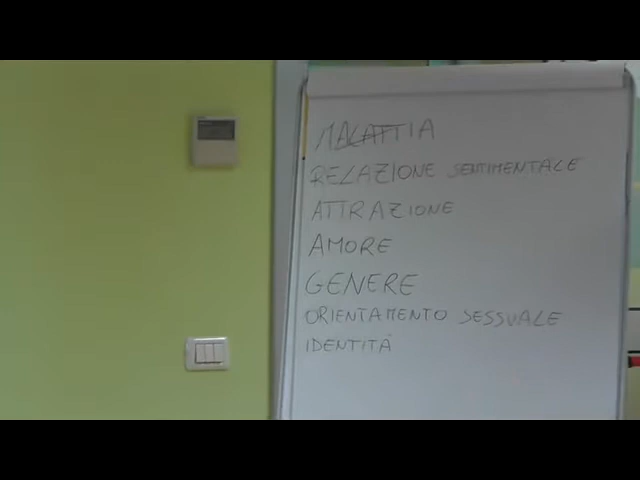 MALATTIA
RELAZIONE SENTIMENTALE
ATTRAZIONE
AMORE
GENERE
ORIENTAMENTO SESSUALE
IDENTITÀ